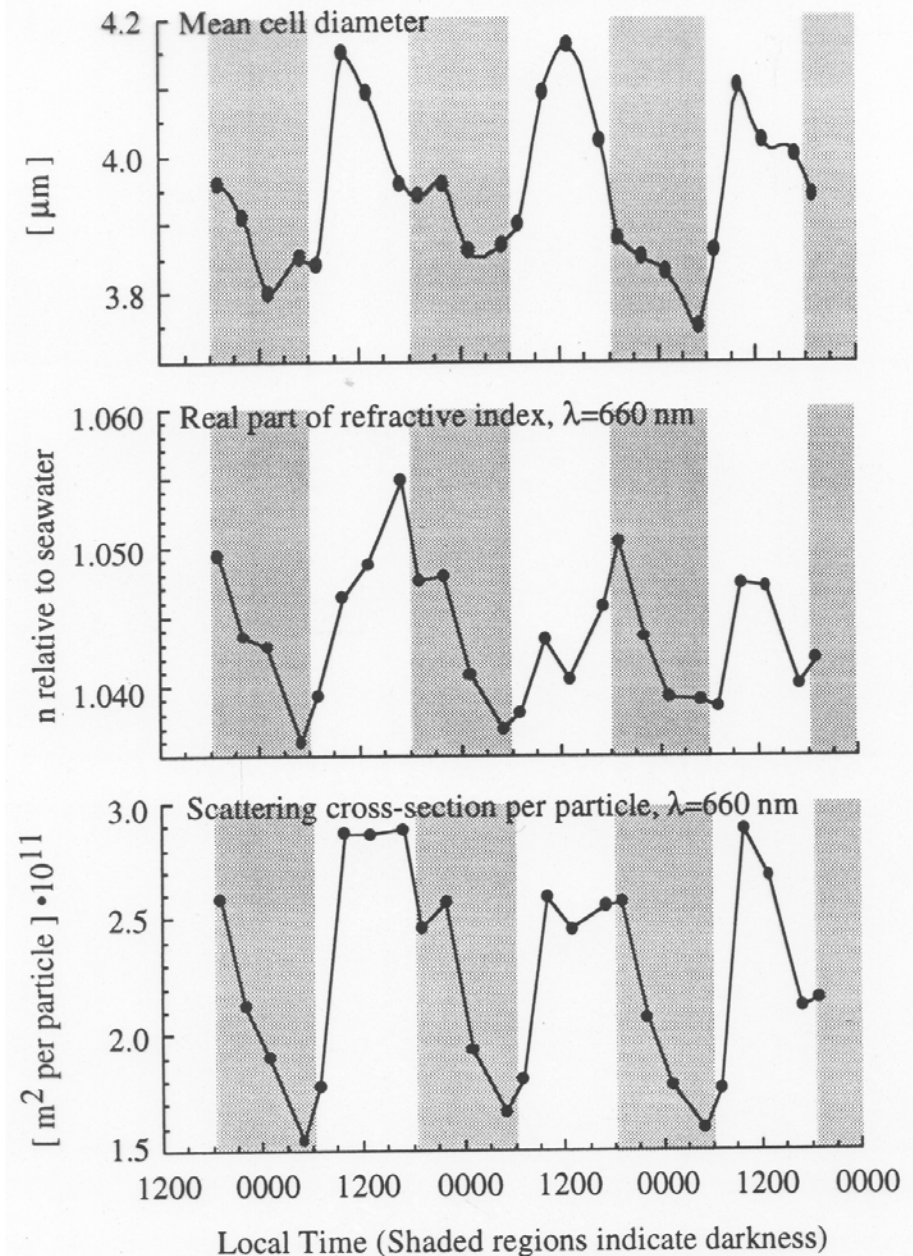 Mean cell diameter
4.2
4.0
3.8
[ µm ]
Real part of refractive index, λ=660 nm
1.060
1.050
1.040
n relative to seawater
Scattering cross-section per particle, λ=660 nm
3.0
2.5
2.0
1.5
[ m² per particle ] •10¹¹
1200 0000 1200 0000 1200 0000 1200 0000
Local Time (Shaded regions indicate darkness)